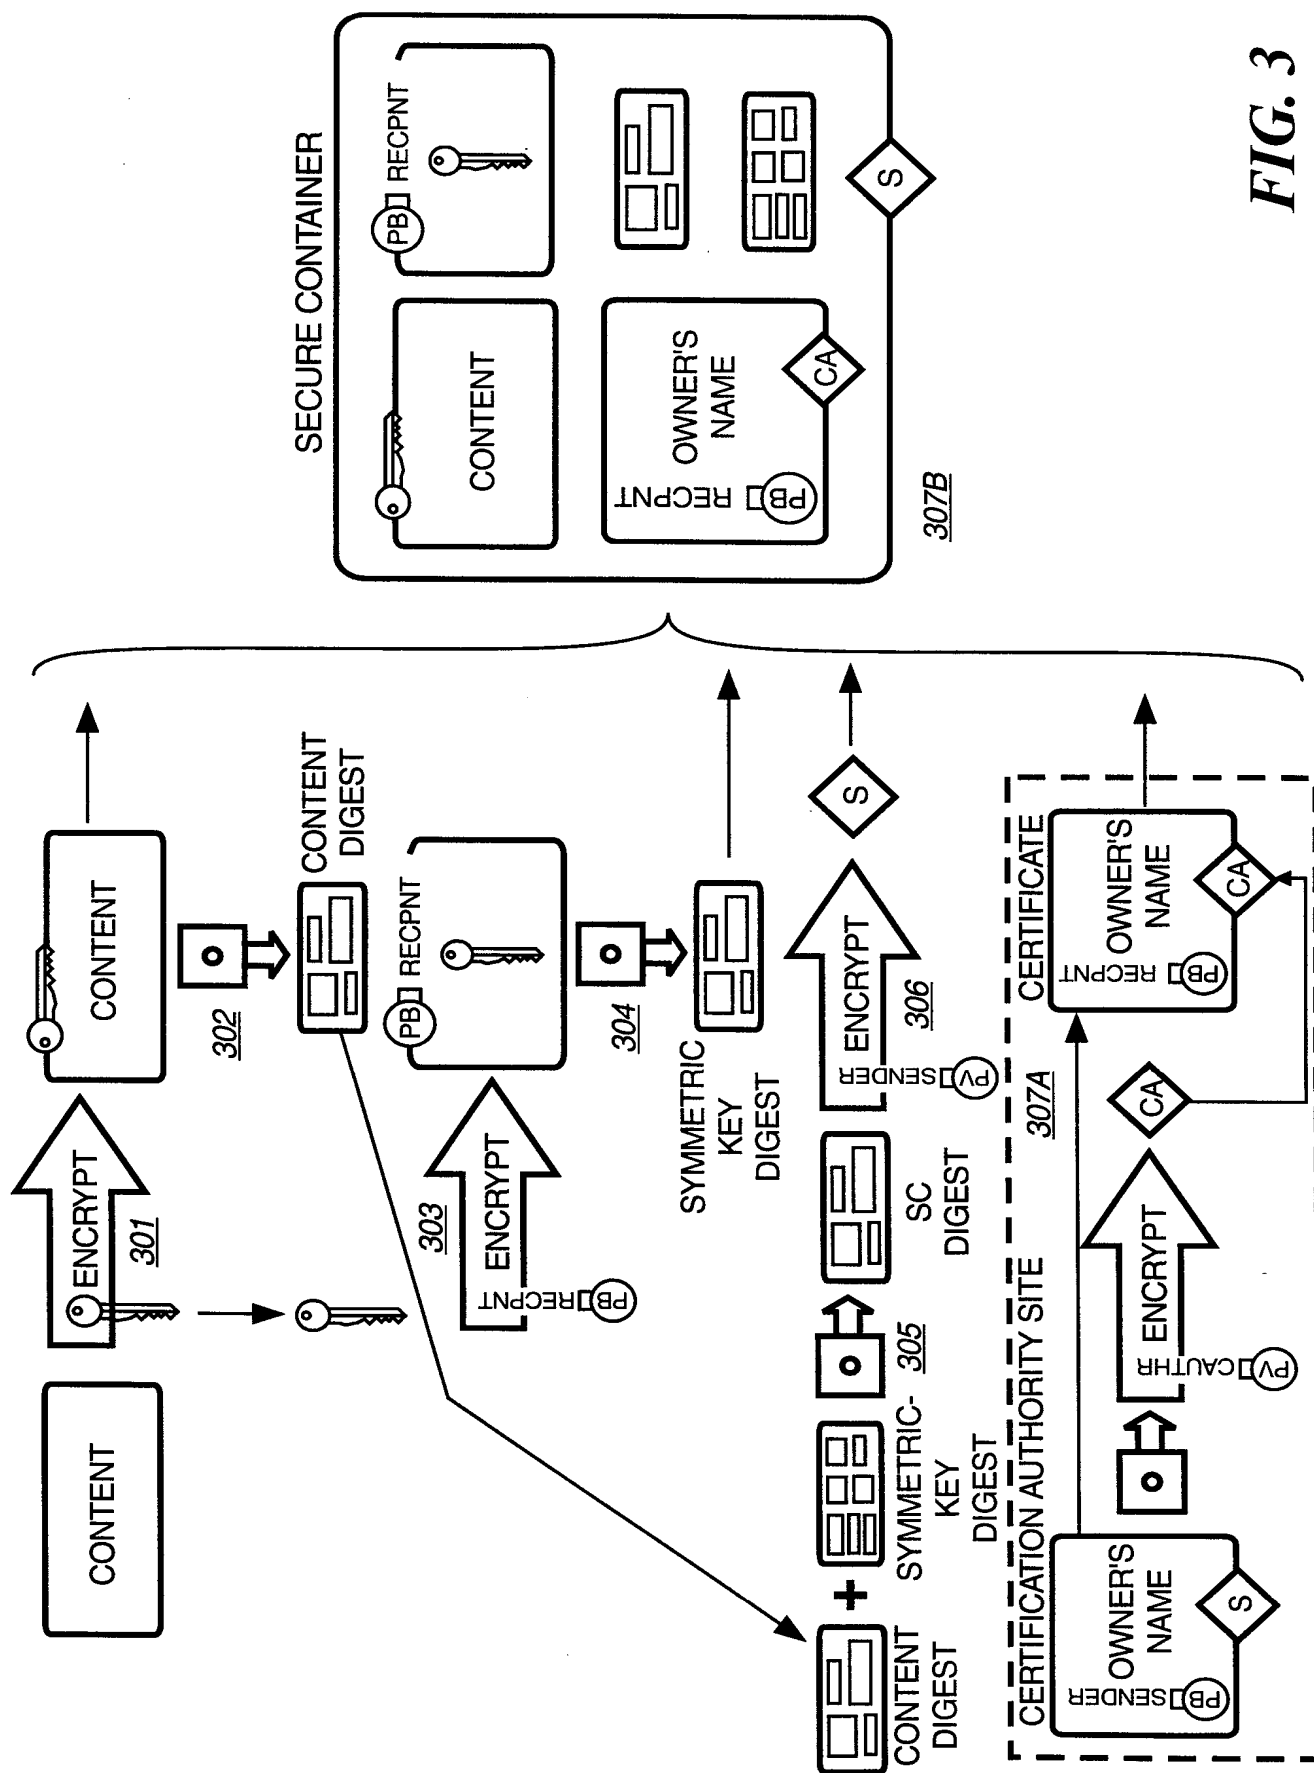 CONTENT
ENCRYPT
301
CONTENT
302
CONTENT
DIGEST
PB RECPNT
303
ENCRYPT
PB RECPNT
304
SYMMETRIC
KEY
DIGEST
CONTENT
DIGEST
+
SYMMETRIC-
KEY
DIGEST
305
SC
DIGEST
PV SENDER
ENCRYPT
306
S
CERTIFICATION AUTHORITY SITE
307A
PB SENDER
OWNER'S
NAME
S
PV CAUTHR
ENCRYPT
CA
CERTIFICATE
PB RECPNT
OWNER'S
NAME
CA
SECURE CONTAINER
CONTENT
PB RECPNT
PB RECPNT
OWNER'S
NAME
CA
S
307B
FIG. 3